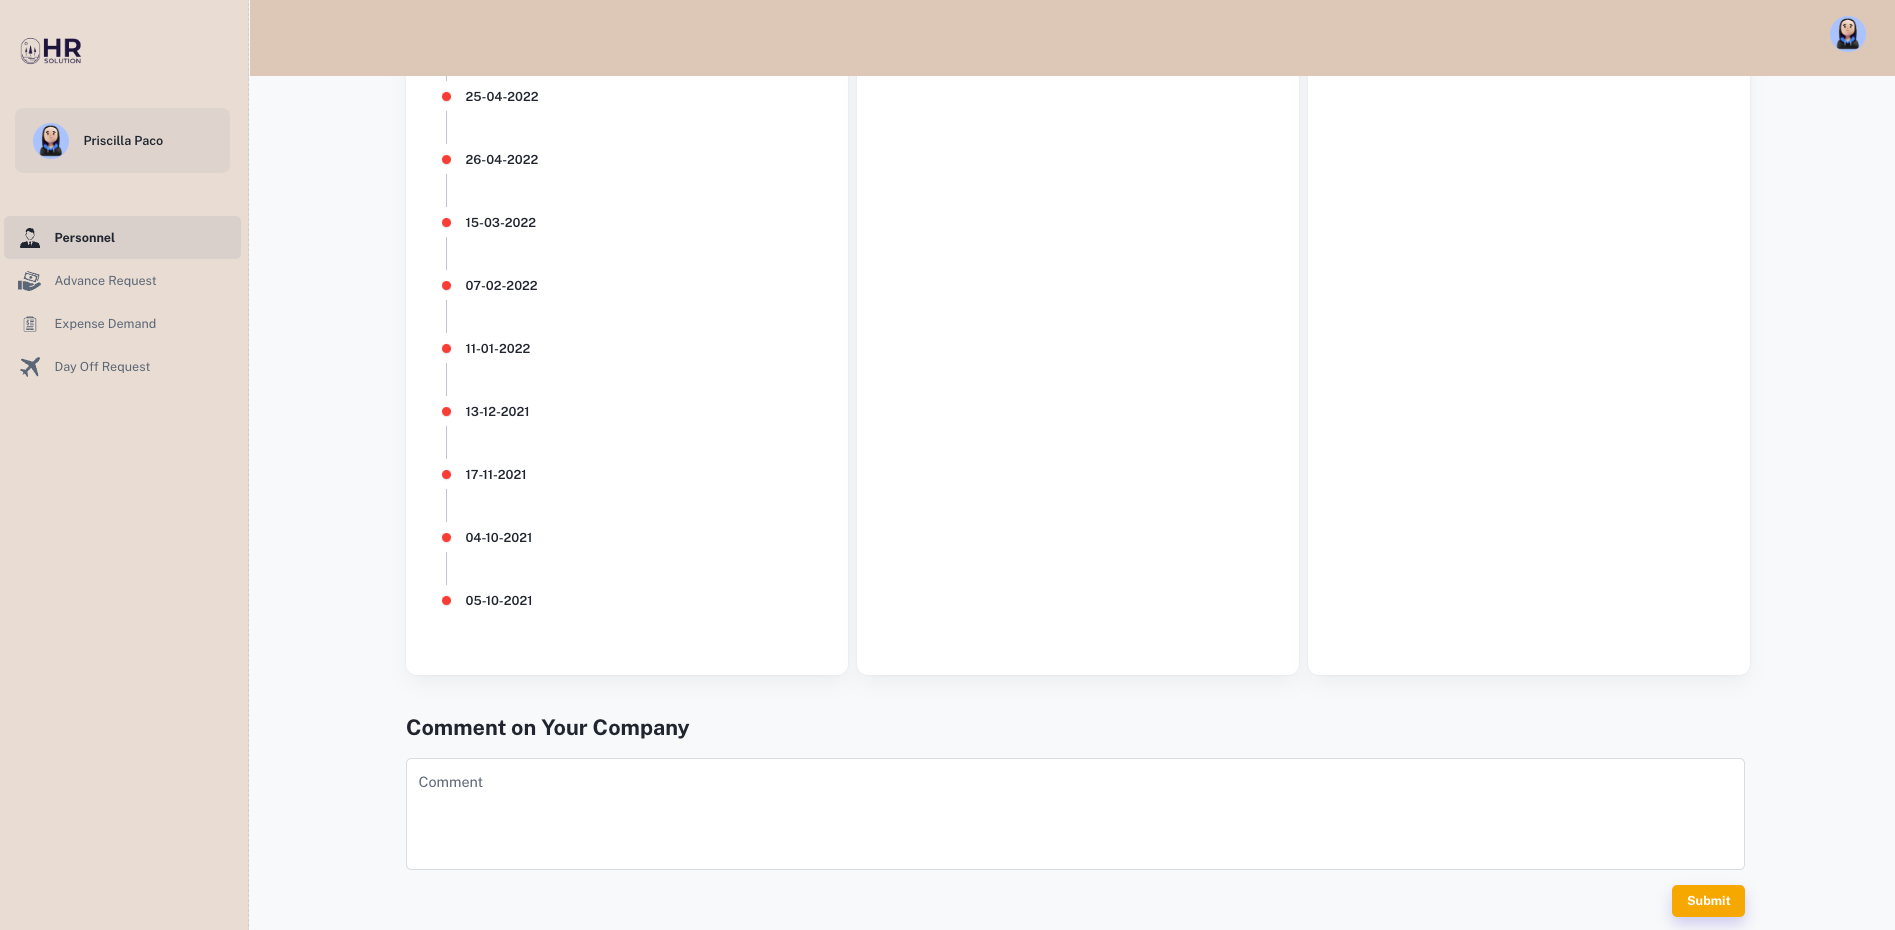 HR
SOLUTION
Priscilla Paco
Personnel
Advance Request
Expense Demand
Day Off Request
25-04-2022
26-04-2022
15-03-2022
07-02-2022
11-01-2022
13-12-2021
17-11-2021
04-10-2021
05-10-2021
Comment on Your Company
Comment
Submit